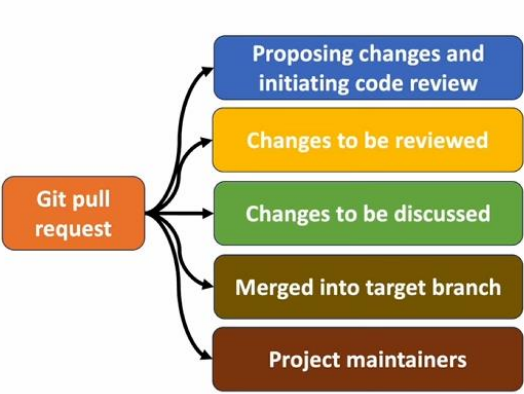 Git pull
request
Proposing changes and
initiating code review
Changes to be reviewed
Changes to be discussed
Merged into target branch
Project maintainers